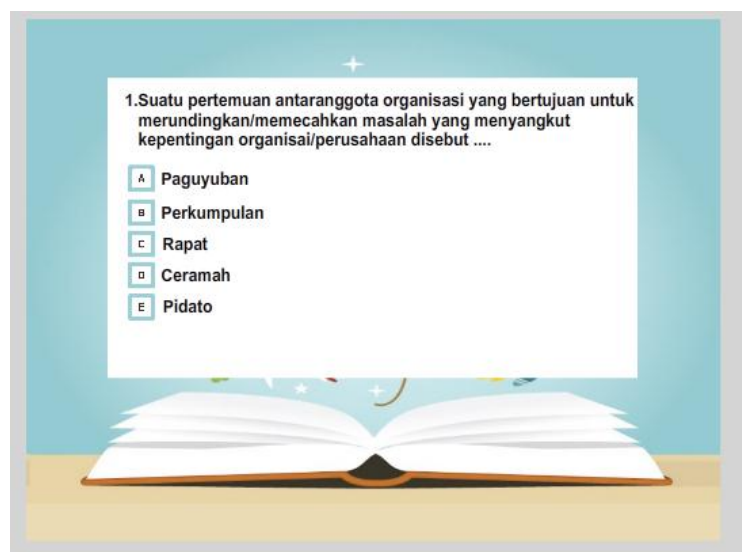 1.Suatu pertemuan antaranggota organisasi yang bertujuan untuk
merundingkan/memecahkan masalah yang menyangkut
kepentingan organisai/perusahaan disebut ....
A Paguyuban
B Perkumpulan
C Rapat
D Ceramah
E Pidato